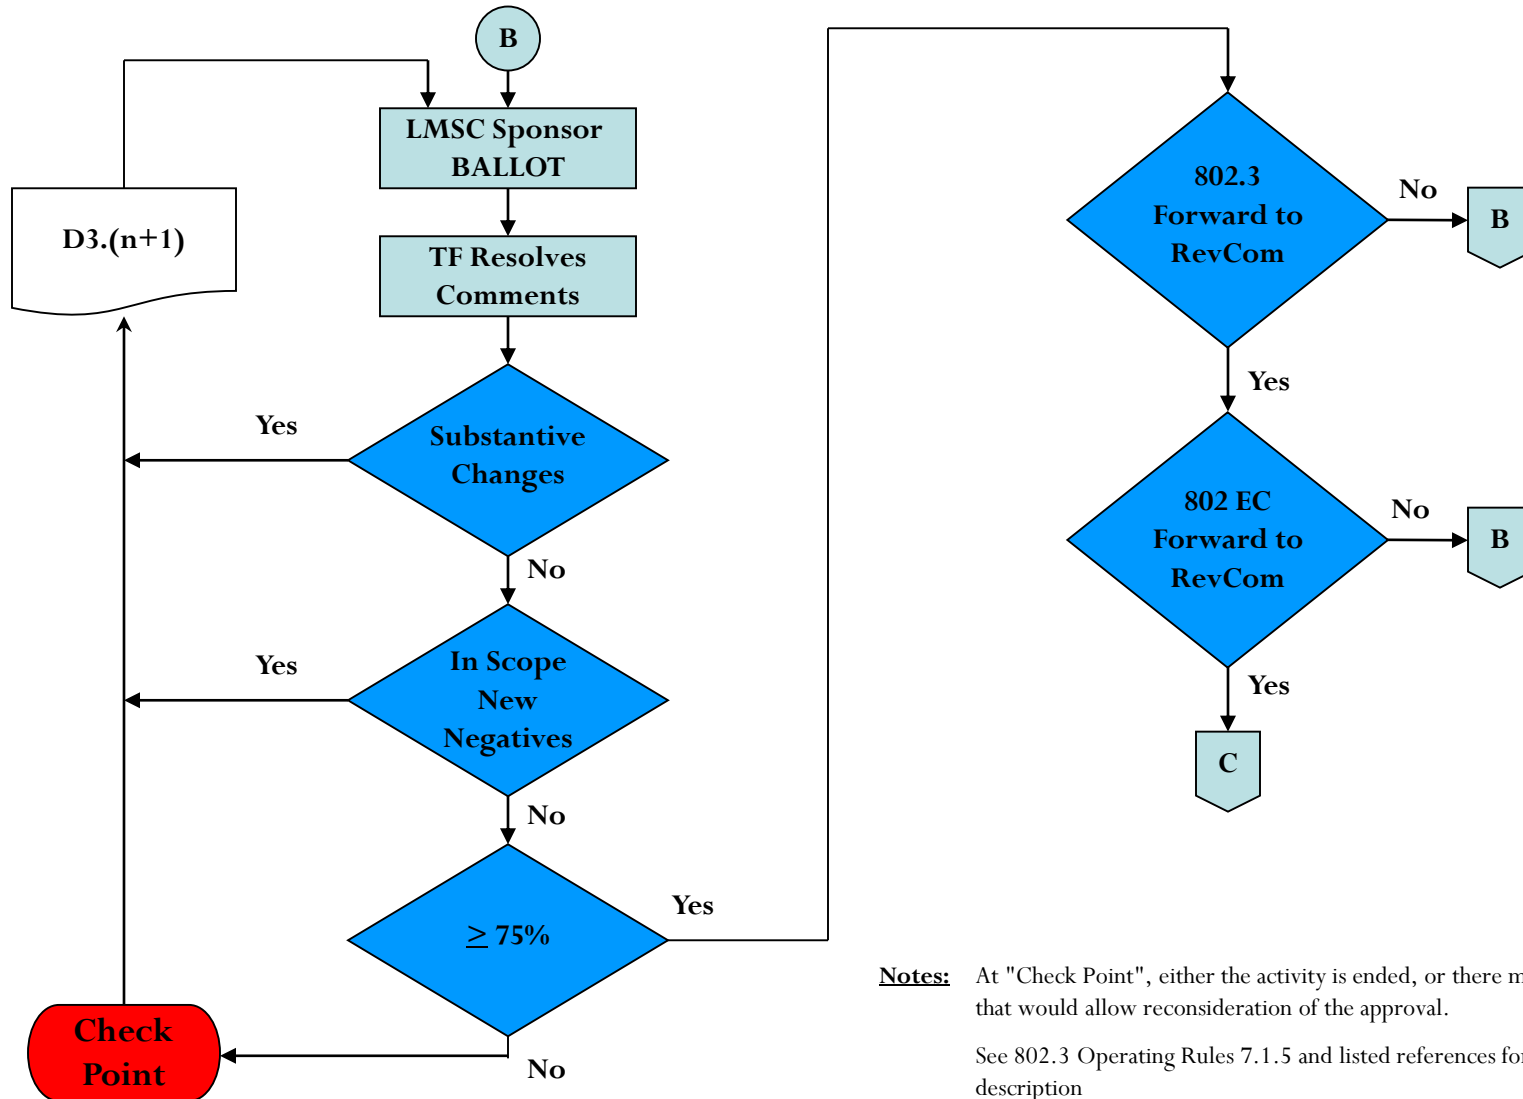 B
LMSC Sponsor
BALLOT
D3.(n+1)
TF Resolves
Comments
Yes
Substantive
Changes
No
Yes
In Scope
New
Negatives
No
≥ 75%
Yes
Check
Point
No
802.3
Forward to
RevCom
No
B
Yes
802 EC
Forward to
RevCom
No
B
Yes
C
Notes: At "Check Point", either the activity is ended, or there
that would allow reconsideration of the approval.
See 802.3 Operating Rules 7.1.5 and listed references for
description